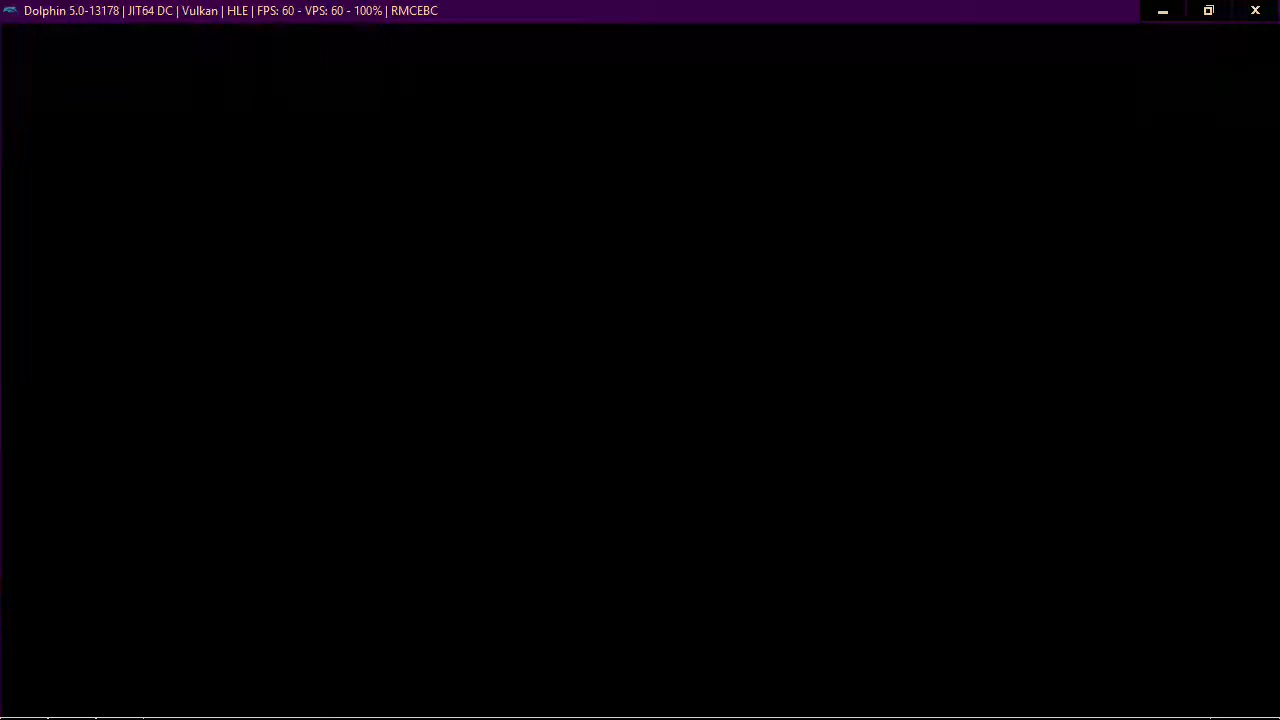 Dolphin 5.0-13178 | JIT64 DC | Vulkan | HLE | FPS: 60 - VPS: 60 - 100% | RMCEBC